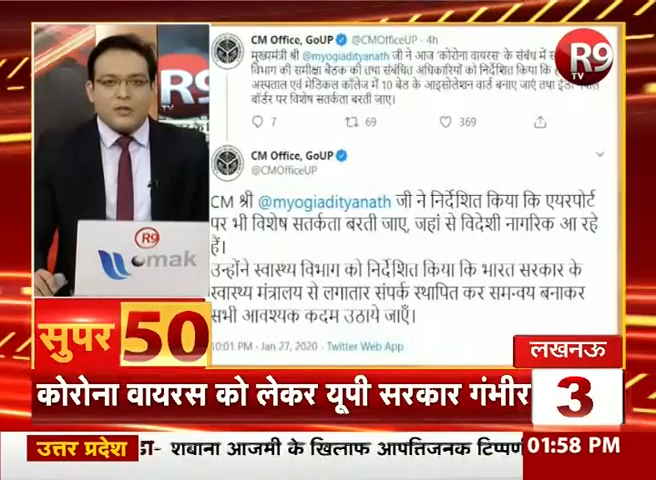 CM Office, GoUP @CMOfficeUP · 4h
मुख्यमंत्री श्री @myogiadityanath जी ने आज 'कोरोना वायरस' के संबंध में
विभाग की समीक्षा बैठक की तथा संबंधित अधिकारियों को निर्देशित किया कि
अस्पताल एवं मेडिकल कॉलेज में 10 बेड के आइसोलेशन वार्ड बनाए जाएं तथा
बॉर्डर पर विशेष सतर्कता बरती जाए।
7 69 369
R9
TV
R9
TV
CM Office, GoUP
@CMOfficeUP
CM श्री @myogiadityanath जी ने निर्देशित किया कि एयरपोर्ट
पर भी विशेष सतर्कता बरती जाए, जहां से विदेशी नागरिक आ रहे
हैं।
उन्होंने स्वास्थ्य विभाग को निर्देशित किया कि भारत सरकार के
स्वास्थ्य मंत्रालय से लगातार संपर्क स्थापित कर समन्वय बनाकर
सभी आवश्यक कदम उठाये जाएँ।
10:01 PM · Jan 27, 2020 · Twitter Web App
R9
omak
सुपर 50
लखनऊ
कोरोना वायरस को लेकर यूपी सरकार गंभीर 3
उत्तर प्रदेश शबाना आजमी के खिलाफ आपत्तिजनक 01:58 PM